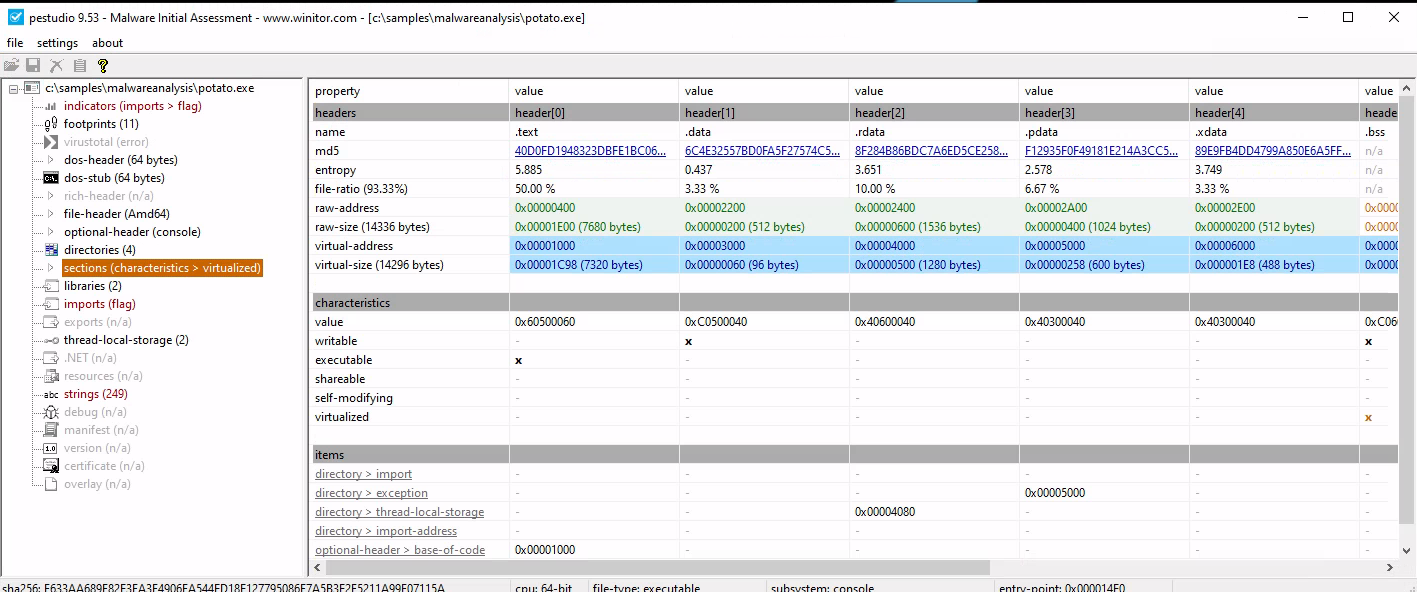 pestudio 9.53 - Malware Initial Assessment - www.winitor.com - [c:\samples\malwareanalysis\potato.exe]
file settings about
c:\samples\malwareanalysis\potato.exe
indicators (imports > flag)
footprints (11)
virustotal (error)
dos-header (64 bytes)
dos-stub (64 bytes)
rich-header (n/a)
file-header (Amd64)
optional-header (console)
directories (4)
sections (characteristics > virtualized)
libraries (2)
imports (flag)
exports (n/a)
thread-local-storage (2)
.NET (n/a)
resources (n/a)
abc strings (249)
debug (n/a)
manifest (n/a)
1.0 version (n/a)
certificate (n/a)
overlay (n/a)
property value value value value value value
headers header[0] header[1] header[2] header[3] header[4] heade
name .text .data .rdata .pdata .xdata .bss
md5 40D0FD1948323DBFE1BC06... 6C4E32557BD0FA5F27574C5... 8F284B86BDC7A6ED5CE258... F12935F0F49181E214A3CC5... 89E9FB4DD4799A850E6A5FF... n/a
entropy 5.885 0.437 3.651 2.578 3.749 n/a
file-ratio (93.33%) 50.00 % 3.33 % 10.00 % 6.67 % 3.33 % n/a
raw-address 0x00000400 0x00002200 0x00002400 0x00002A00 0x00002E00 0x000
raw-size (14336 bytes) 0x00001E00 (7680 bytes) 0x00000200 (512 bytes) 0x00000600 (1536 bytes) 0x00000400 (1024 bytes) 0x00000200 (512 bytes) 0x000
virtual-address 0x00001000 0x00003000 0x00004000 0x00005000 0x00006000 0x000
virtual-size (14296 bytes) 0x00001C98 (7320 bytes) 0x00000060 (96 bytes) 0x00000500 (1280 bytes) 0x00000258 (600 bytes) 0x000001E8 (488 bytes) 0x000
characteristics
value 0x60500060 0xC0500040 0x40600040 0x40300040 0x40300040 0xC06
writable - x - - - x
executable x - - - - -
shareable - - - - - -
self-modifying - - - - - -
virtualized - - - - - x
items
directory > import - - - - - -
directory > exception - - - 0x00005000 - -
directory > thread-local-storage - - 0x00004080 - - -
directory > import-address - - - - - -
optional-header > base-of-code 0x00001000 - - - - -
cpu: 64-bit file-type: executable subsystem: console entry-point: 0x000014F0